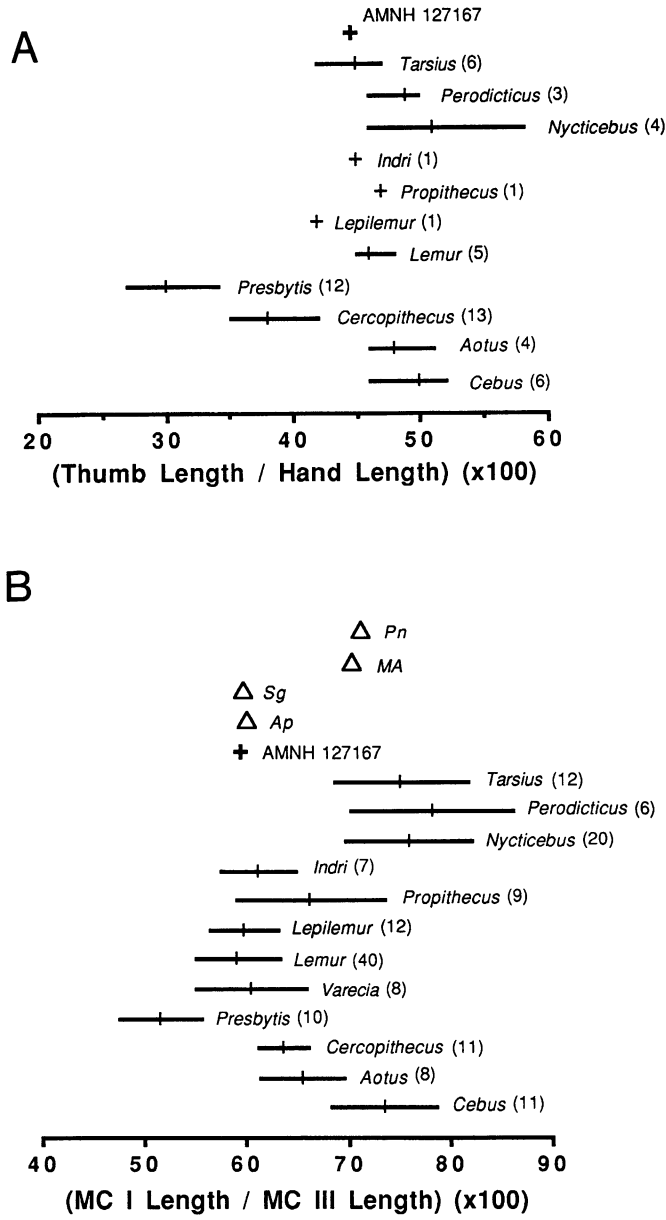 A
AMNH 127167
Tarsius (6)
Perodicticus (3)
Nycticebus (4)
Indri (1)
Propithecus (1)
Lepilemur (1)
Lemur (5)
Presbytis (12)
Cercopithecus (13)
Aotus (4)
Cebus (6)
20 30 40 50 60
(Thumb Length / Hand Length) (x100)
B
Pn
MA
Sg
Ap
AMNH 127167
Tarsius (12)
Perodicticus (6)
Nycticebus (20)
Indri (7)
Propithecus (9)
Lepilemur (12)
Lemur (40)
Varecia (8)
Presbytis (10)
Cercopithecus (11)
Aotus (8)
Cebus (11)
40 50 60 70 80 90
(MC I Length / MC III Length) (x100)